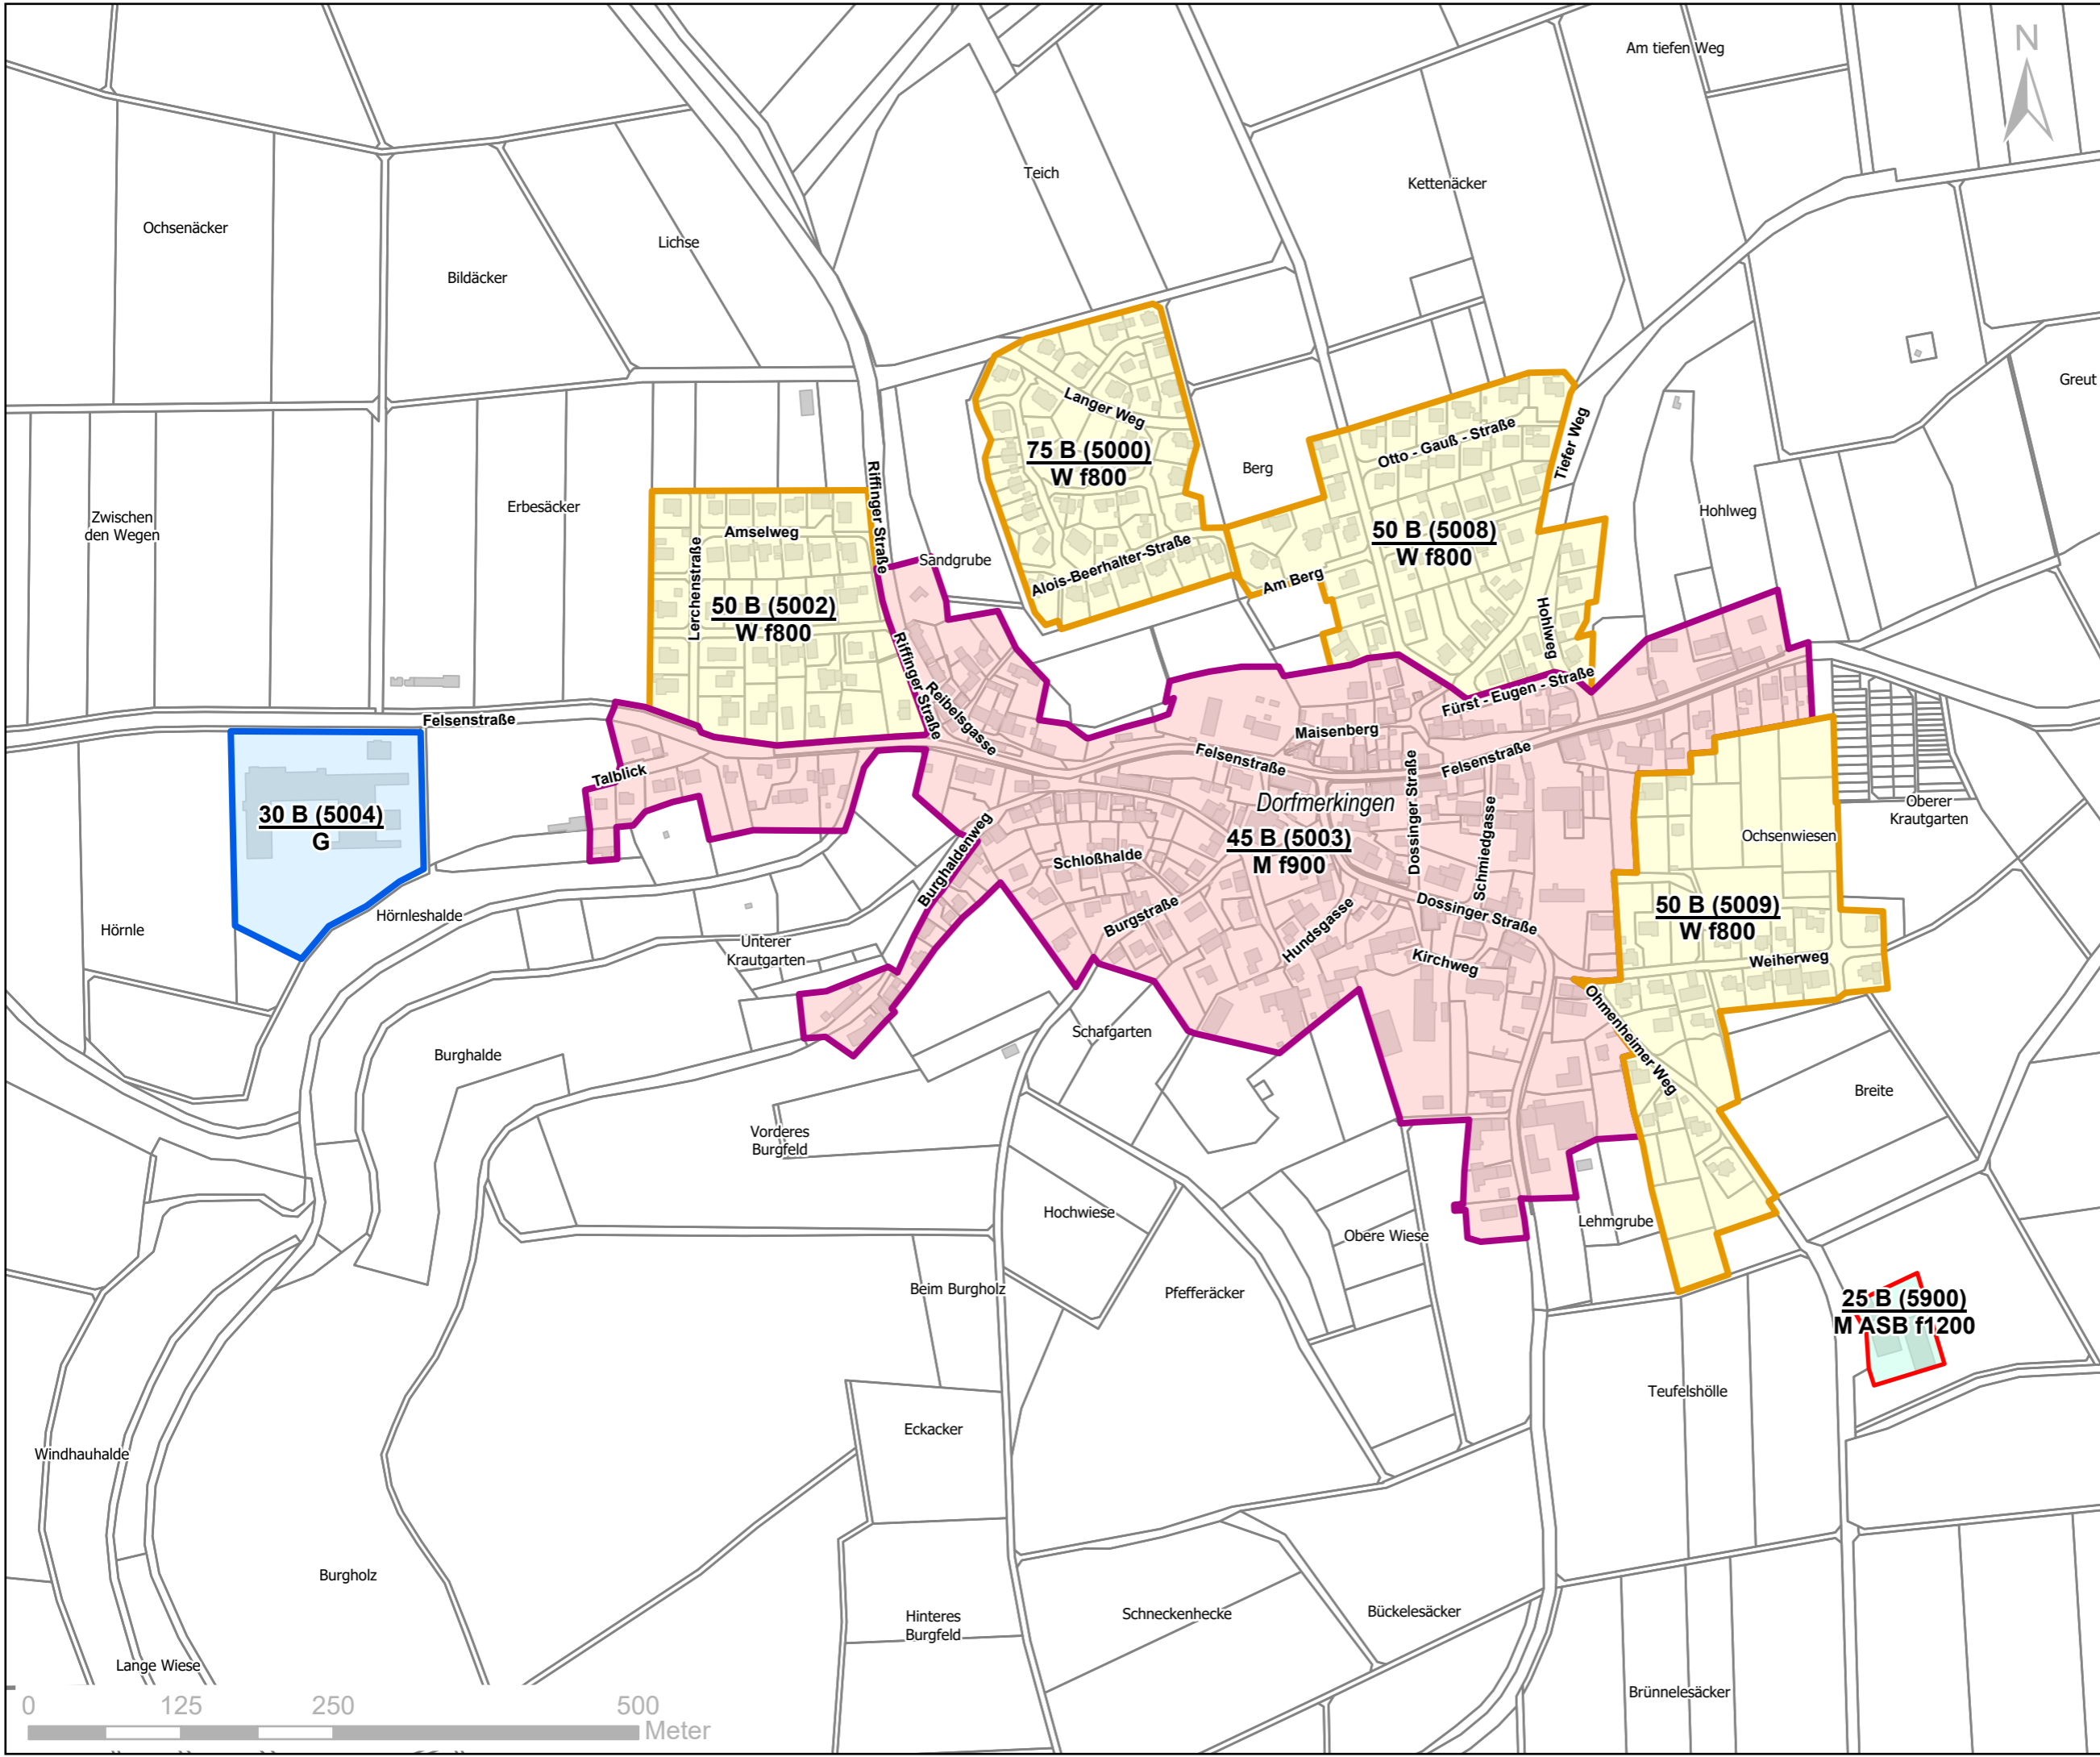 Am tiefen Weg
N
Teich
Kettenäcker
Ochsenäcker
Lichse
Bildäcker
Greut
Langer Weg
75 B (5000)
W f800
Otto - Gauß - Straße
Tiefer Weg
Berg
Riffinger Straße
Erbesäcker
Zwischen
den Wegen
Amselweg
Hohlweg
50 B (5008)
W f800
Sandgrube
Alois-Beerhalter-Straße
Am Berg
Lerchenstraße
50 B (5002)
W f800
Hohlweg
Riffinger Straße
Reibelsgasse
Fürst - Eugen - Straße
Felsenstraße
Maisenberg
Felsenstraße
Felsenstraße
Talblick
Dossinger Straße
Dorfmerkingen
Schmiedgasse
30 B (5004)
G
45 B (5003)
M f900
Oberer
Krautgarten
Ochsenwiesen
Schloßhalde
Burghaldenweg
Hörnleshalde
Hörnle
Burgstraße
Hundsgasse
Dossinger Straße
50 B (5009)
W f800
Unterer
Krautgarten
Kirchweg
Weiherweg
Ohmenheimer Weg
Schafgarten
Burghalde
Breite
Vorderes
Burgfeld
Hochwiese
Obere Wiese
Lehmgrube
Beim Burgholz
Pfefferäcker
25 B (5900)
M ASB f1200
Teufelshölle
Eckacker
Windhauhalde
Burgholz
Hinteres
Burgfeld
Schneckenhecke
Bückelesäcker
Lange Wiese
Brünnelesäcker
0 125 250 500
Meter